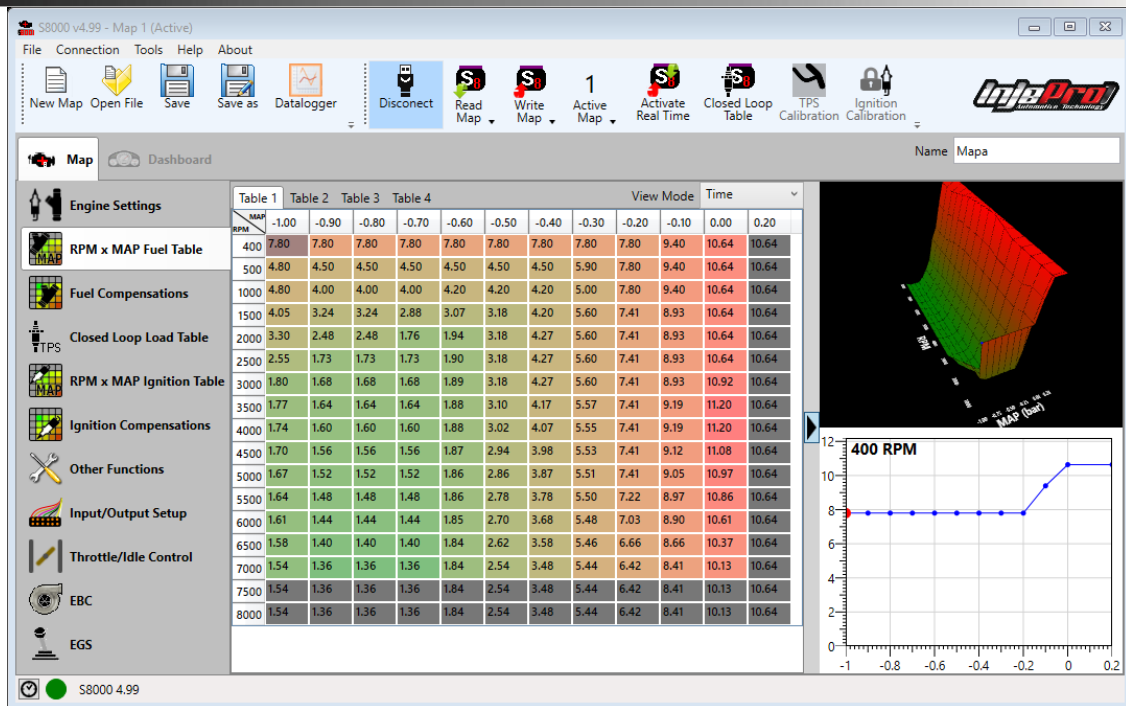 S8000 v4.99 - Map 1 (Active)
File Connection Tools Help About
New Map Open File Save Save as Datalogger Disconect Read Map Write Map 1 Active Map Activate Real Time Closed Loop Table TPS Calibration Ignition Calibration
InjePro
Automotive Technology
Map Dashboard Name Mapa
Engine Settings
RPM x MAP Fuel Table
Fuel Compensations
Closed Loop Load Table
RPM x MAP Ignition Table
Ignition Compensations
Other Functions
Input/Output Setup
Throttle/Idle Control
EBC
EGS
Table 1 Table 2 Table 3 Table 4 View Mode Time
RPM MAP -1.00 -0.90 -0.80 -0.70 -0.60 -0.50 -0.40 -0.30 -0.20 -0.10 0.00 0.20
400 7.80 7.80 7.80 7.80 7.80 7.80 7.80 7.80 7.80 9.40 10.64 10.64
500 4.80 4.50 4.50 4.50 4.50 4.50 4.50 5.90 7.80 9.40 10.64 10.64
1000 4.80 4.00 4.00 4.00 4.20 4.20 4.20 5.00 7.80 9.40 10.64 10.64
1500 4.05 3.24 3.24 2.88 3.07 3.18 4.20 5.60 7.41 8.93 10.64 10.64
2000 3.30 2.48 2.48 1.76 1.94 3.18 4.27 5.60 7.41 8.93 10.64 10.64
2500 2.55 1.73 1.73 1.73 1.90 3.18 4.27 5.60 7.41 8.93 10.64 10.64
3000 1.80 1.68 1.68 1.68 1.89 3.18 4.27 5.60 7.41 8.93 10.92 10.64
3500 1.77 1.64 1.64 1.64 1.88 3.10 4.17 5.57 7.41 9.19 11.20 10.64
4000 1.74 1.60 1.60 1.60 1.88 3.02 4.07 5.55 7.41 9.19 11.20 10.64
4500 1.70 1.56 1.56 1.56 1.87 2.94 3.98 5.53 7.41 9.12 11.08 10.64
5000 1.67 1.52 1.52 1.52 1.86 2.86 3.87 5.51 7.41 9.05 10.97 10.64
5500 1.64 1.48 1.48 1.48 1.86 2.78 3.78 5.50 7.22 8.97 10.86 10.64
6000 1.61 1.44 1.44 1.44 1.85 2.70 3.68 5.48 7.03 8.90 10.61 10.64
6500 1.58 1.40 1.40 1.40 1.84 2.62 3.58 5.46 6.66 8.66 10.37 10.64
7000 1.54 1.36 1.36 1.36 1.84 2.54 3.48 5.44 6.42 8.41 10.13 10.64
7500 1.54 1.36 1.36 1.36 1.84 2.54 3.48 5.44 6.42 8.41 10.13 10.64
8000 1.54 1.36 1.36 1.36 1.84 2.54 3.48 5.44 6.42 8.41 10.13 10.64
MAP (bar)
400 RPM
12
10
8
6
4
2
0
-1 -0.8 -0.6 -0.4 -0.2 0 0.2
S8000 4.99